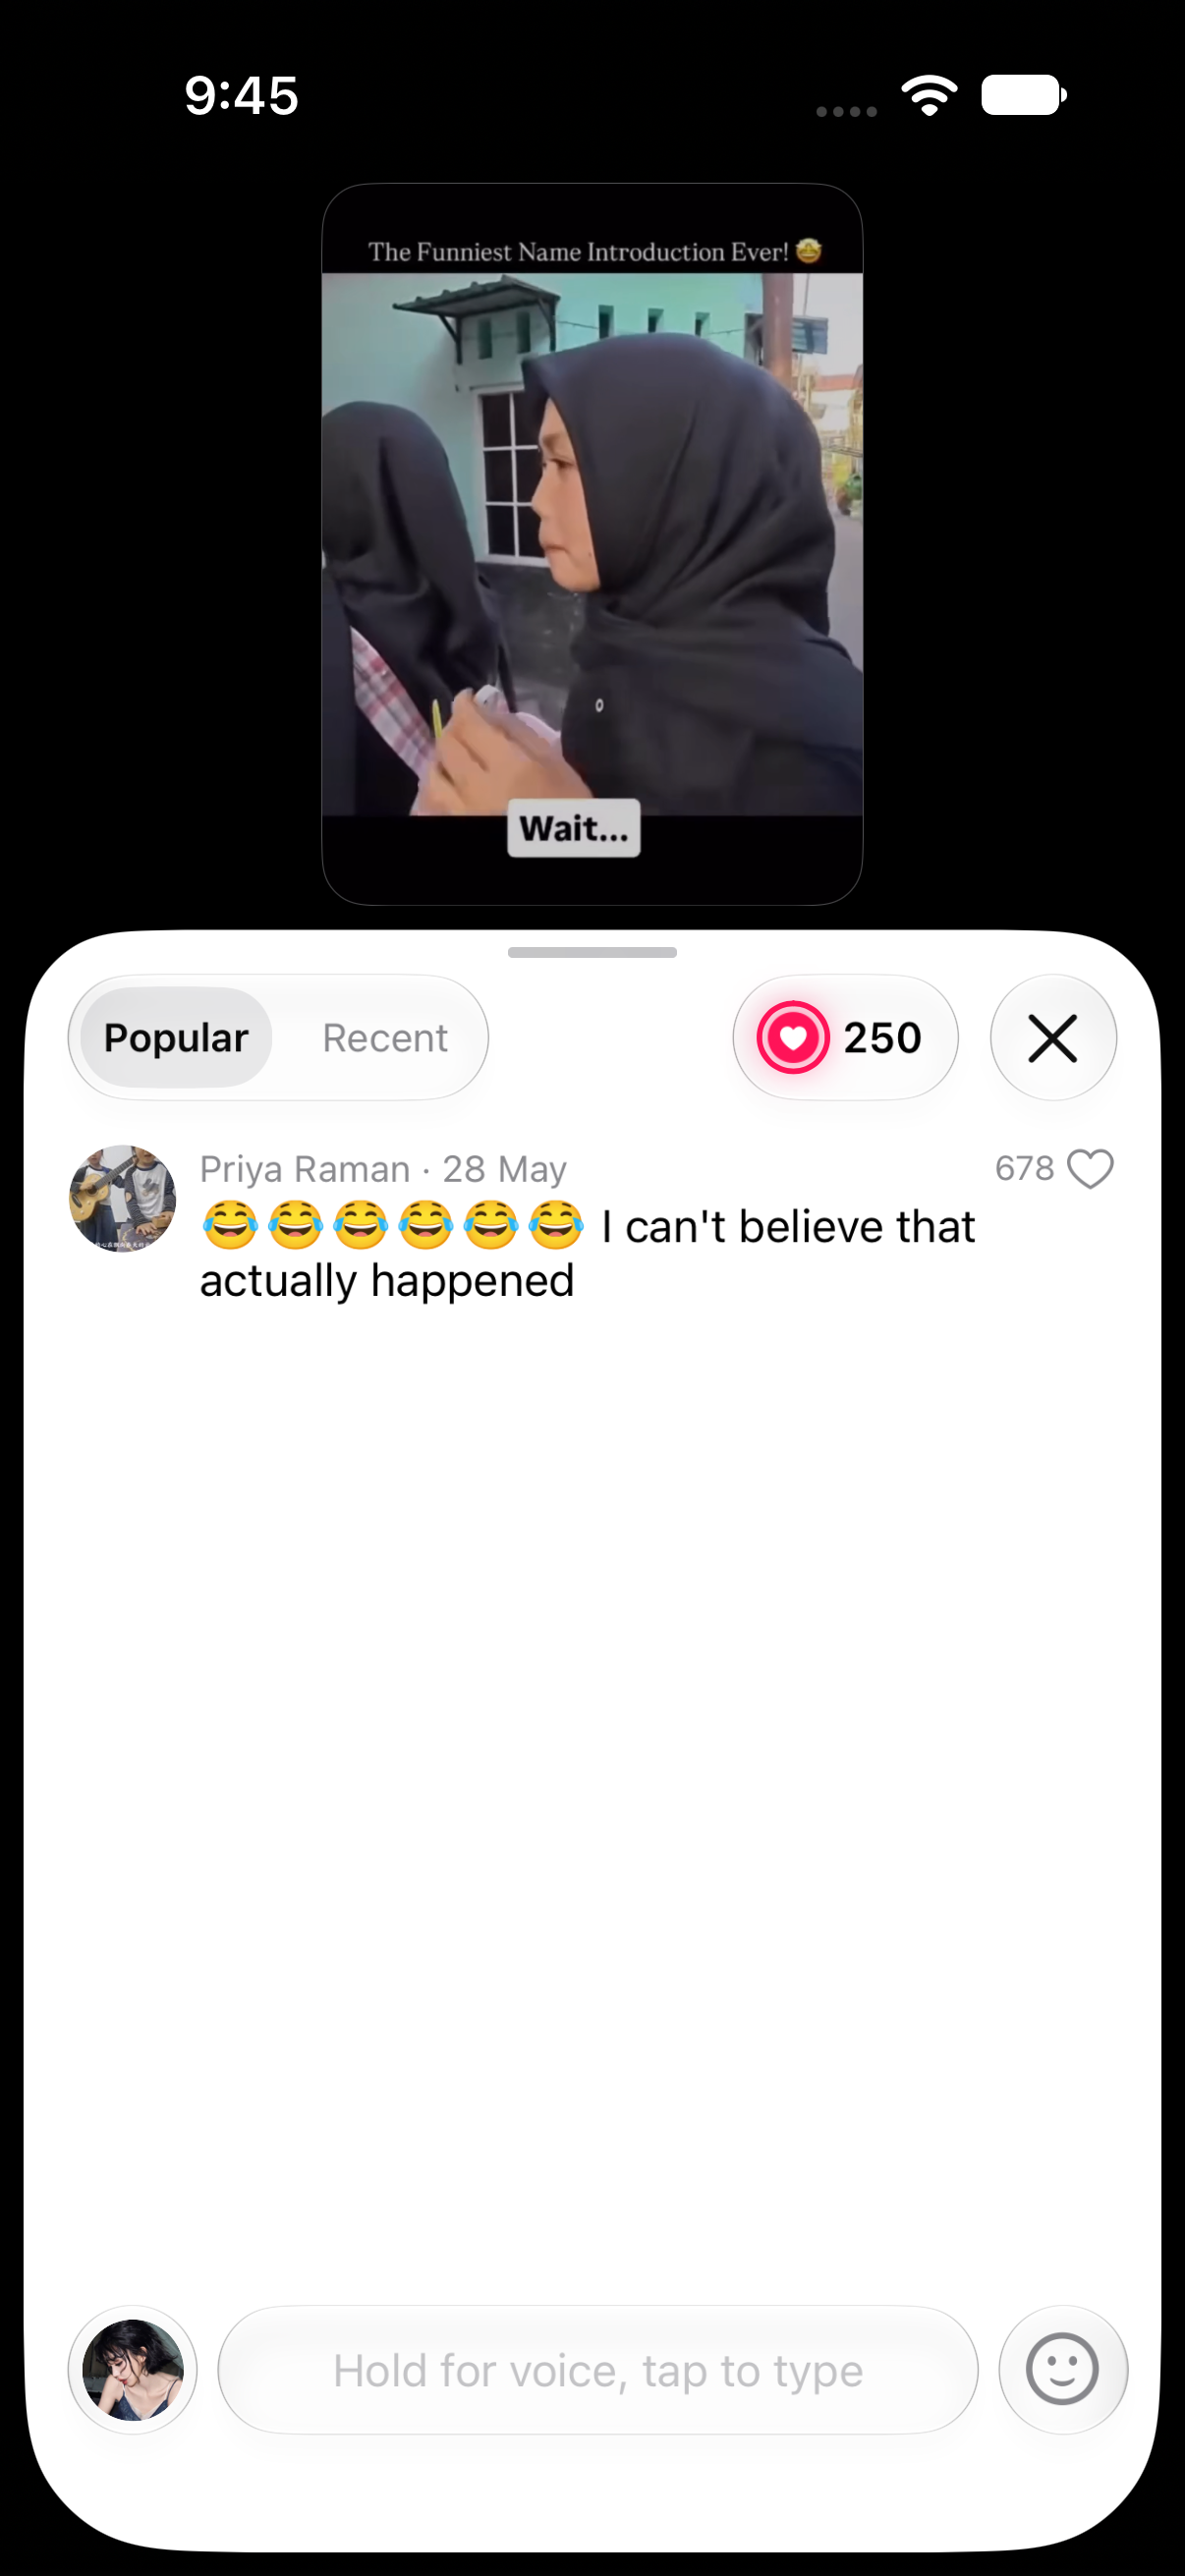 9:45
The Funniest Name Introduction Ever! 🤩
Wait...
Popular
Recent
250
Priya Raman · 28 May
678
😂😂😂😂😂😂 I can't believe that
actually happened
Hold for voice, tap to type